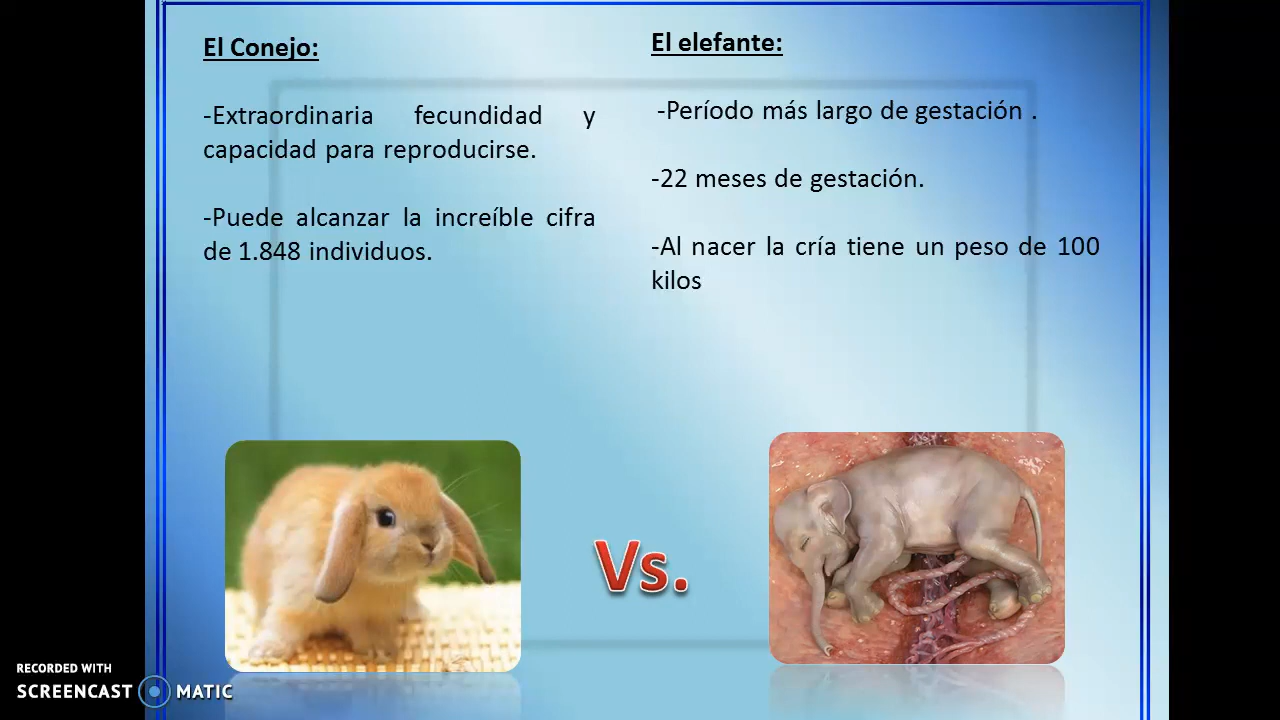 El Conejo:
-Extraordinaria fecundidad y
capacidad para reproducirse.
-Puede alcanzar la increíble cifra
de 1.848 individuos.
El elefante:
-Período más largo de gestación .
-22 meses de gestación.
-Al nacer la cría tiene un peso de 100
kilos
Vs.
RECORDED WITH
SCREENCAST MATIC